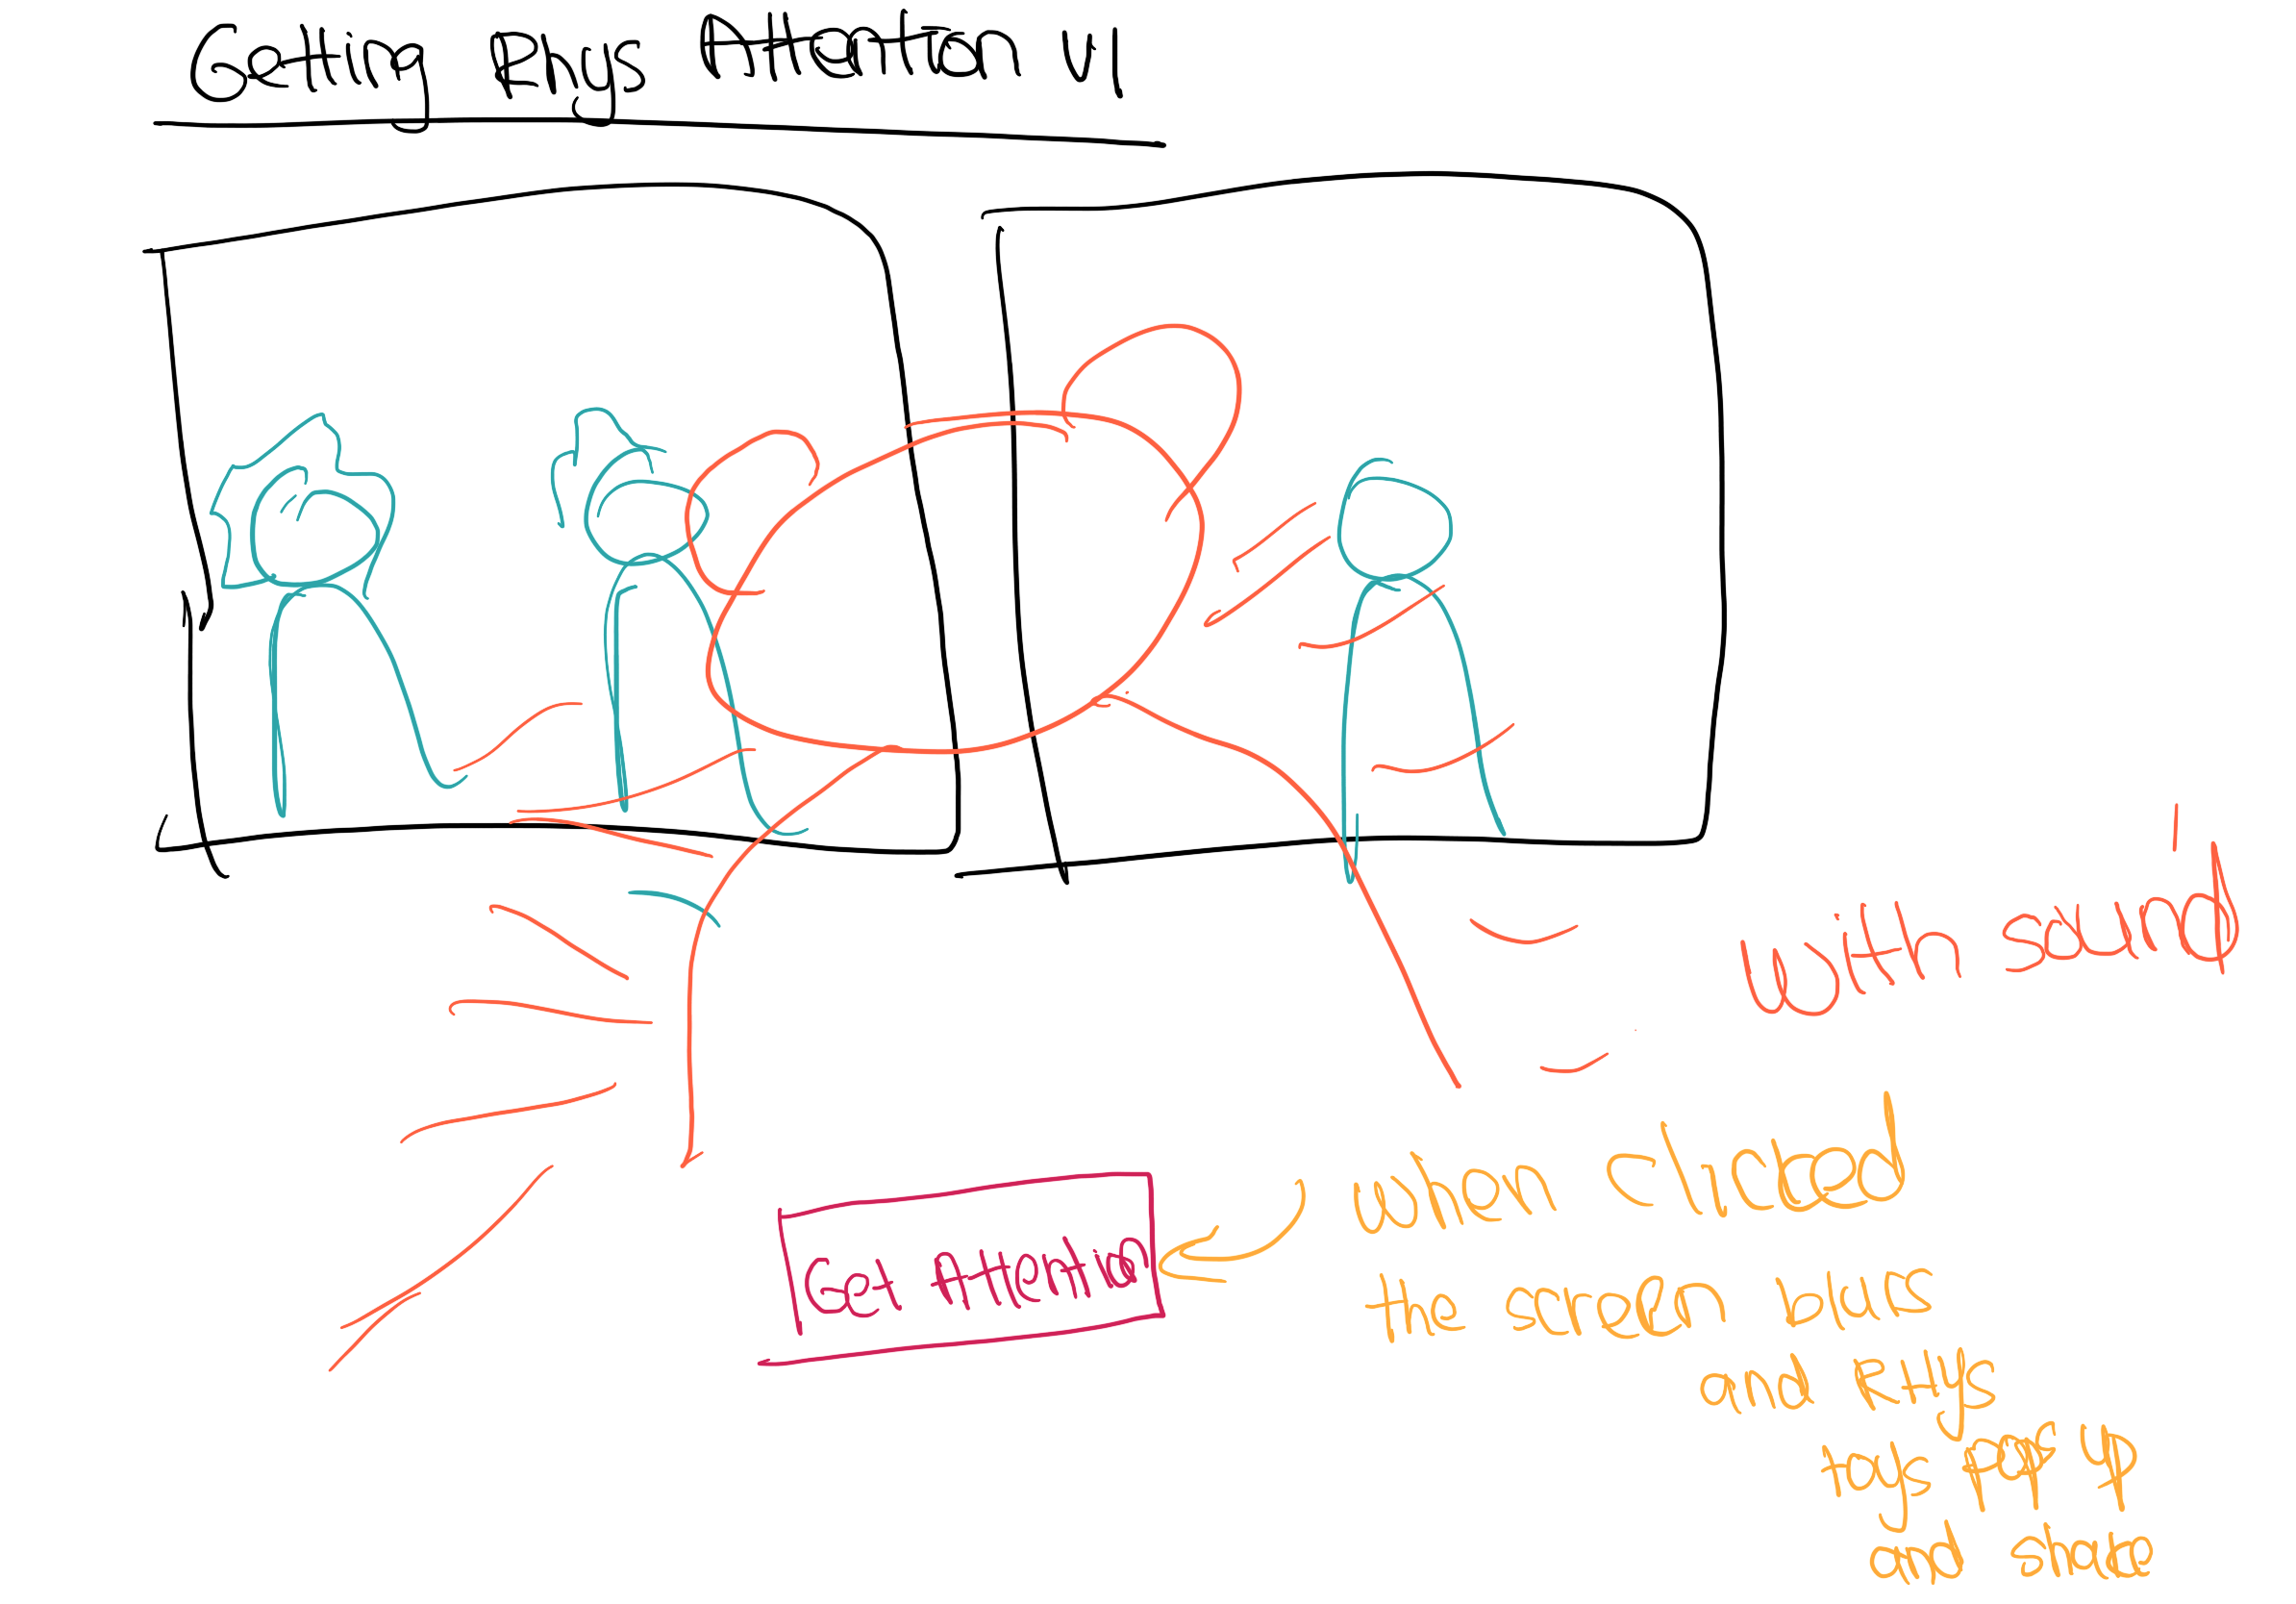 Getting Rhys Attention V1
with sound
Get Attention
when clicked
the screen blurs
and RHYS
toys pop up
and shake